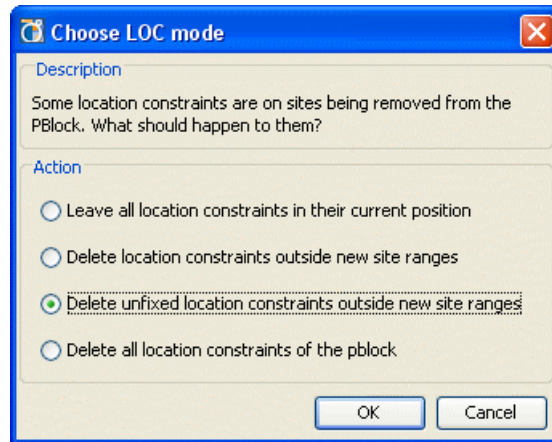 Choose LOC mode
Description
Some location constraints are on sites being removed from the
PBlock. What should happen to them?
Action
Leave all location constraints in their current position
Delete location constraints outside new site ranges
Delete unfixed location constraints outside new site ranges
Delete all location constraints of the pblock
OK Cancel